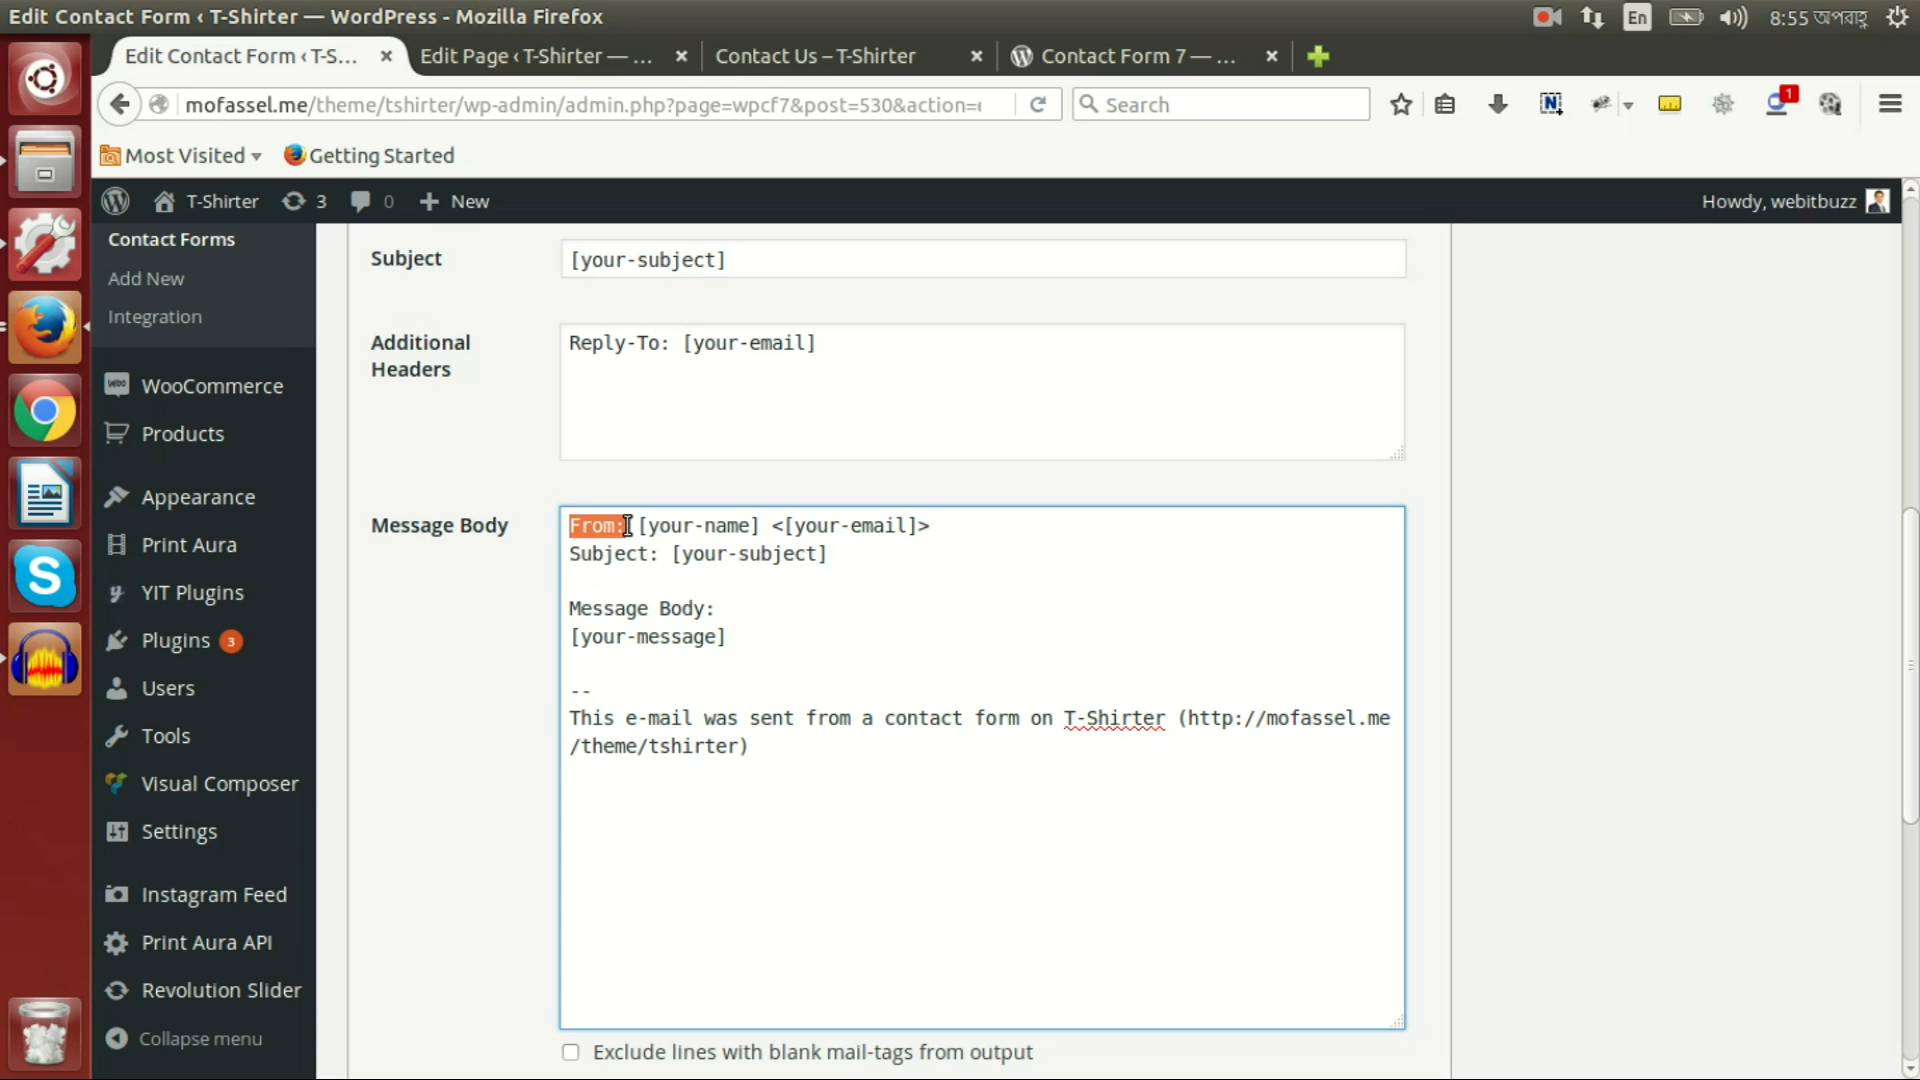 Edit Contact Form ‹ T-Shirter — WordPress - Mozilla Firefox
En
8:55 অপরাহ্ণ
Edit Contact Form ‹ T-S...
Edit Page ‹ T-Shirter — ...
Contact Us – T-Shirter
Contact Form 7 — ...
mofassel.me/theme/tshirter/wp-admin/admin.php?page=wpcf7&post=530&action=e
Search
N
1
Most Visited
Getting Started
T-Shirter
3
0
New
Howdy, webitbuzz
Contact Forms
Add New
Integration
WooCommerce
Products
Appearance
Print Aura
YIT Plugins
Plugins 3
Users
Tools
Visual Composer
Settings
Instagram Feed
Print Aura API
Revolution Slider
Collapse menu
Subject
[your-subject]
Additional
Headers
Reply-To: [your-email]
Message Body
From: [your-name] <[your-email]>
Subject: [your-subject]
Message Body:
[your-message]
--
This e-mail was sent from a contact form on T-Shirter (http://mofassel.me
/theme/tshirter)
Exclude lines with blank mail-tags from output